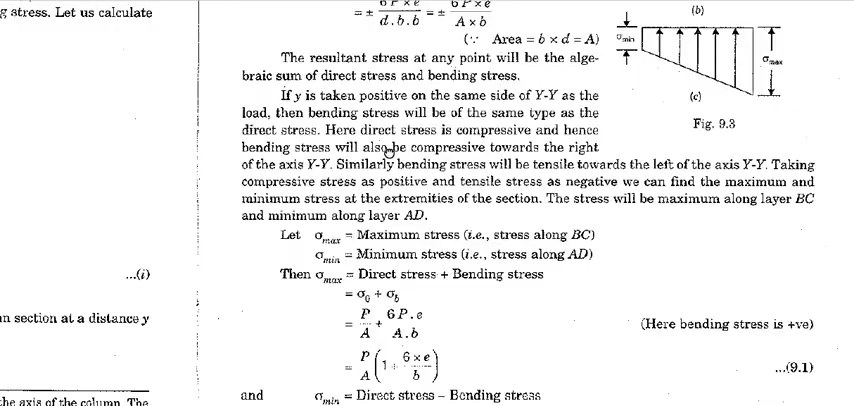 g stress. Let us calculate
...(i)
n section at a distance y
the axis of the column. The
= ± 6P × e / d.b.b = ± 6P × e / A × b
(∵ Area = b × d = A)
The resultant stress at any point will be the alge-
braic sum of direct stress and bending stress.
If y is taken positive on the same side of Y-Y as the
load, then bending stress will be of the same type as the
direct stress. Here direct stress is compressive and hence
bending stress will also be compressive towards the right
of the axis Y-Y. Similarly bending stress will be tensile towards the left of the axis Y-Y. Taking
compressive stress as positive and tensile stress as negative we can find the maximum and
minimum stress at the extremities of the section. The stress will be maximum along layer BC
and minimum along layer AD.
Let σmax = Maximum stress (i.e., stress along BC)
σmin = Minimum stress (i.e., stress along AD)
Then σmax = Direct stress + Bending stress
= σ0 + σb
= P/A + 6P.e/A.b (Here bending stress is +ve)
= P/A (1 + 6 × e/b) ...(9.1)
and σmin = Direct stress – Bending stress
(b)
σmin
σmax
(c)
Fig. 9.3